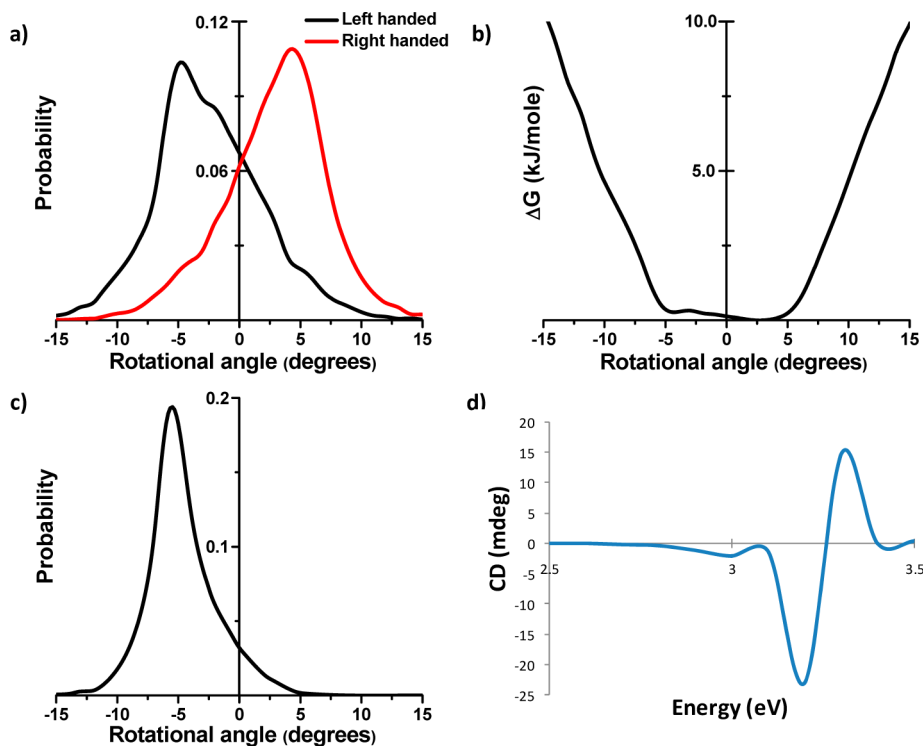 a)
Probability
0.12
0.06
Left handed
Right handed
-15 -10 -5 0 5 10 15
Rotational angle (degrees)
b)
ΔG (kJ/mole)
10.0
5.0
-15 -10 -5 0 5 10 15
Rotational angle (degrees)
c)
Probability
0.2
0.1
-15 -10 -5 0 5 10 15
Rotational angle (degrees)
d)
CD (mdeg)
20
15
10
5
0
-5
-10
-15
-20
-25
2.5 3 3.5
Energy (eV)